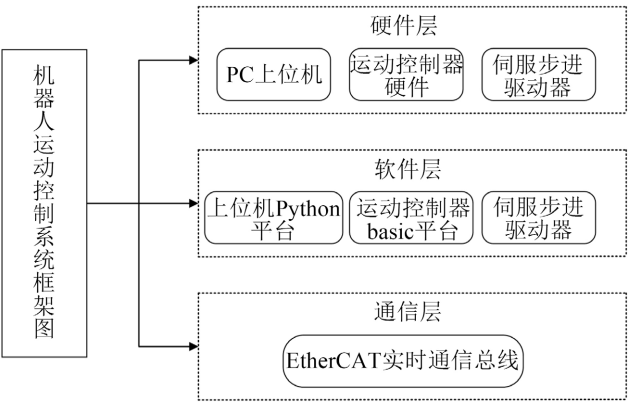 机器人运动控制系统框架图
硬件层
PC上位机
运动控制器
硬件
伺服步进
驱动器
软件层
上位机Python
平台
运动控制器
basic平台
伺服步进
驱动器
通信层
EtherCAT实时通信总线